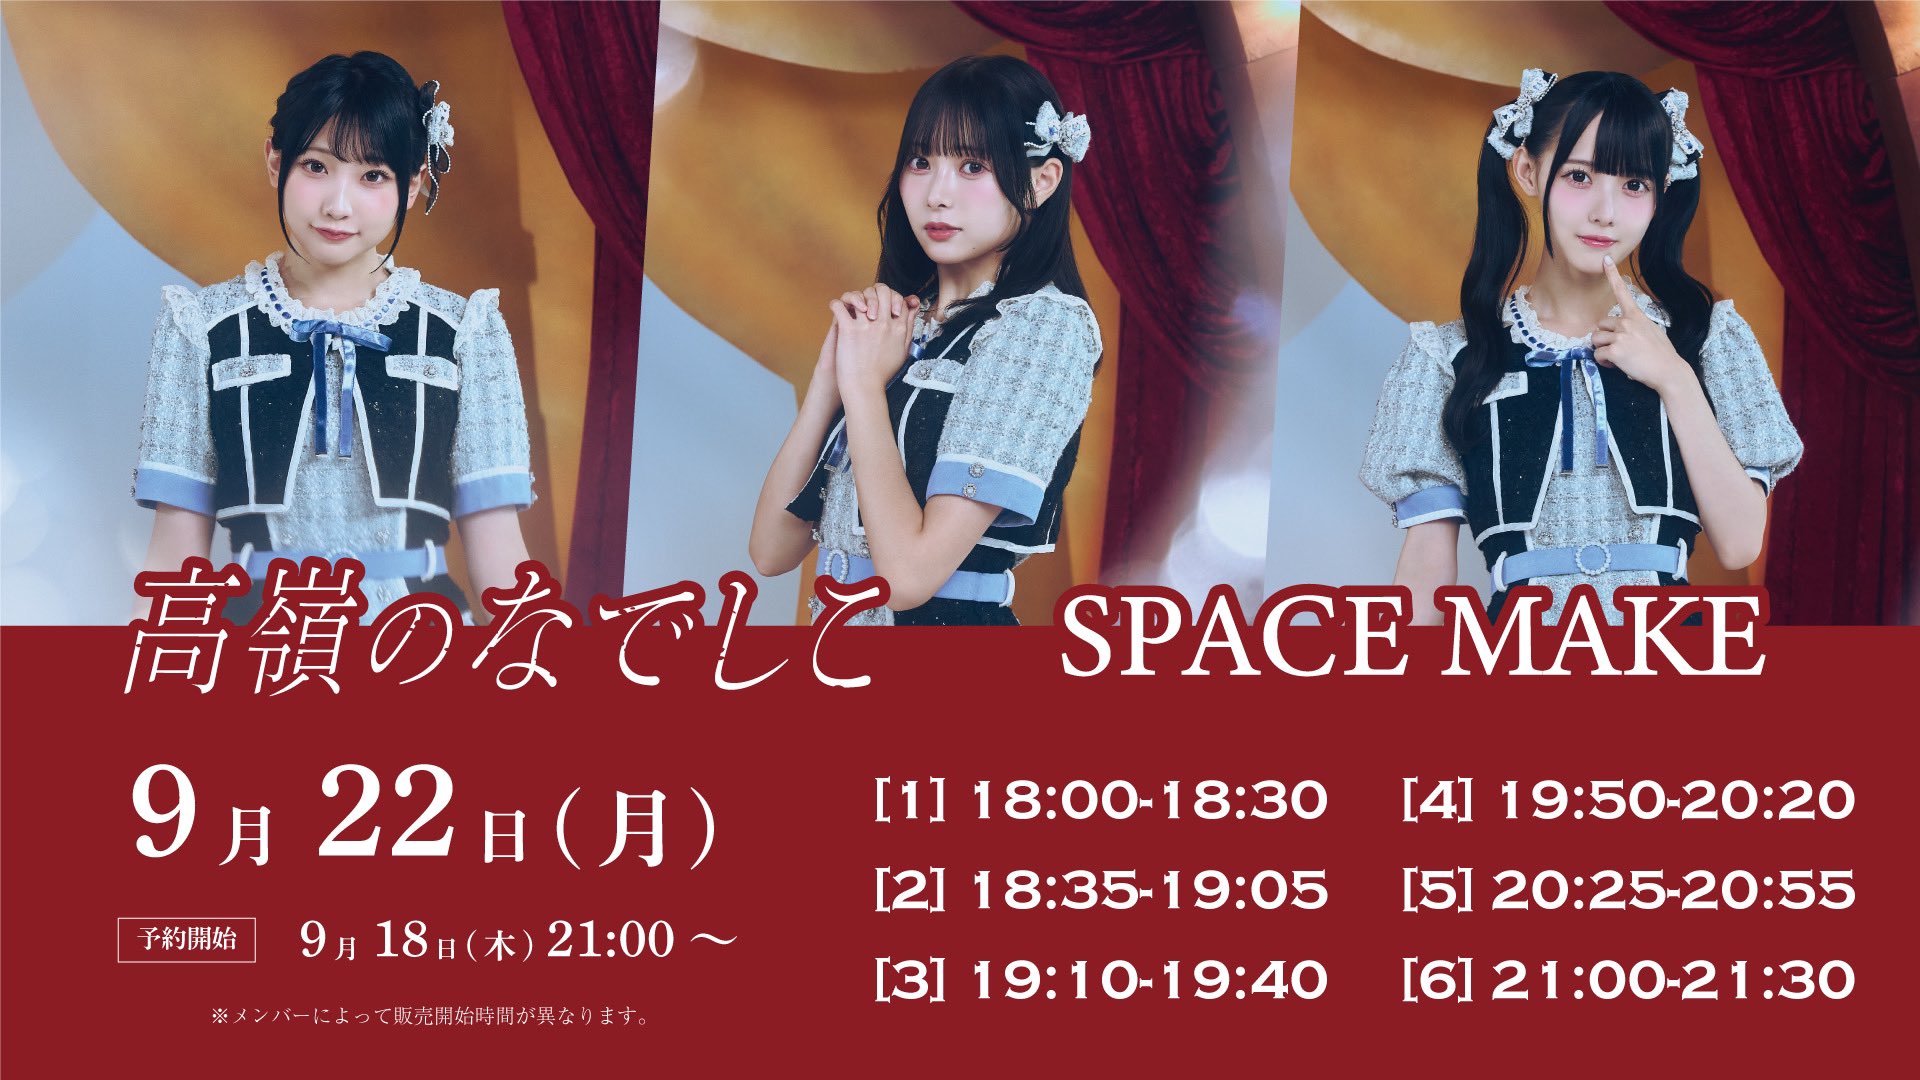 高嶺のなでしこ
SPACE MAKE
9月22日(月)
予約開始 9月18日(木)21:00～
※メンバーによって販売開始時間が異なります。
[1] 18:00-18:30
[2] 18:35-19:05
[3] 19:10-19:40
[4] 19:50-20:20
[5] 20:25-20:55
[6] 21:00-21:30